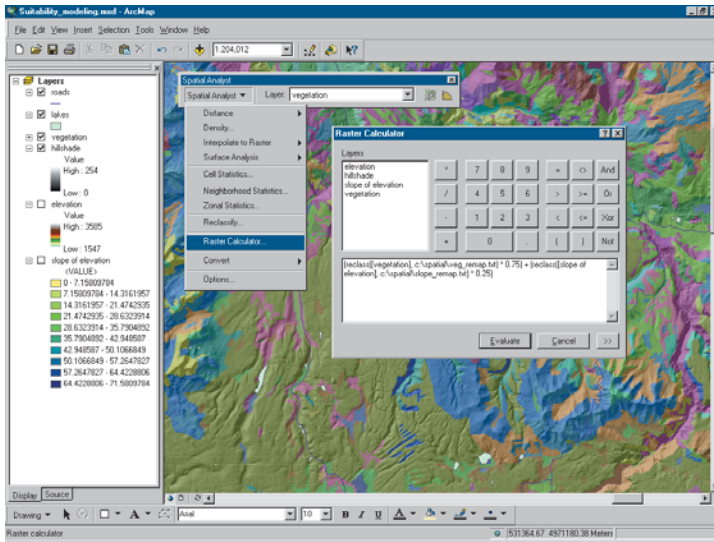 Suitability_modeling.mxd - ArcMap
File Edit View Insert Selection Tools Window Help
1:204,012
Layers
roads
lakes
vegetation
hillshade
Value
High : 254
Low : 0
elevation
Value
High : 3585
Low : 1547
slope of elevation
<VALUE>
0 - 7.15809784
7.15809784 - 14.3161957
14.3161957 - 21.4742935
21.4742935 - 28.6323914
28.6323914 - 35.7904892
35.7904892 - 42.948587
42.948587 - 50.1066849
50.1066849 - 57.2647827
57.2647827 - 64.4228806
64.4228806 - 71.5809784
Display Source
Spatial Analyst
Spatial Analyst Layer: vegetation
Distance
Density...
Interpolate to Raster
Surface Analysis
Cell Statistics...
Neighborhood Statistics...
Zonal Statistics...
Reclassify...
Raster Calculator...
Convert
Options...
Raster Calculator
Layers
elevation
hillshade
slope of elevation
vegetation
* 7 8 9 = <> And
/ 4 5 6 > >= Or
- 1 2 3 < <= Xor
+ 0 . ( ) Not
(reclass([vegetation], c:\spatial\veg_remap.txt) * 0.75) + (reclass([slope of
elevation], c:\spatial\slope_remap.txt) * 0.25)
Evaluate Cancel >>
Drawing A Arial 10 B I U A
Raster calculator
531364.67 4971180.38 Meters